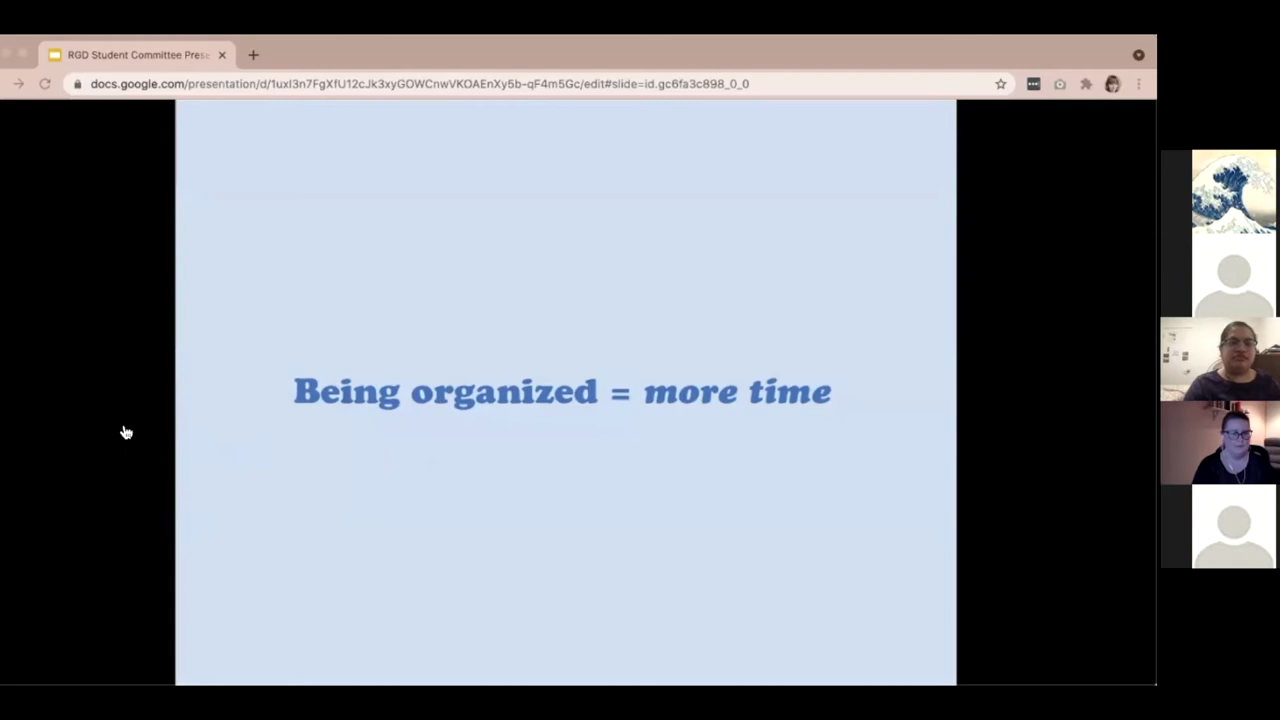 RGD Student Committee Prese
docs.google.com/presentation/d/1uxI3n7FgXfU12cJk3xyGOWCnwVKOAEnXy5b-qF4m5Gc/edit#slide=id.gc6fa3c898_0_0
Being organized = more time